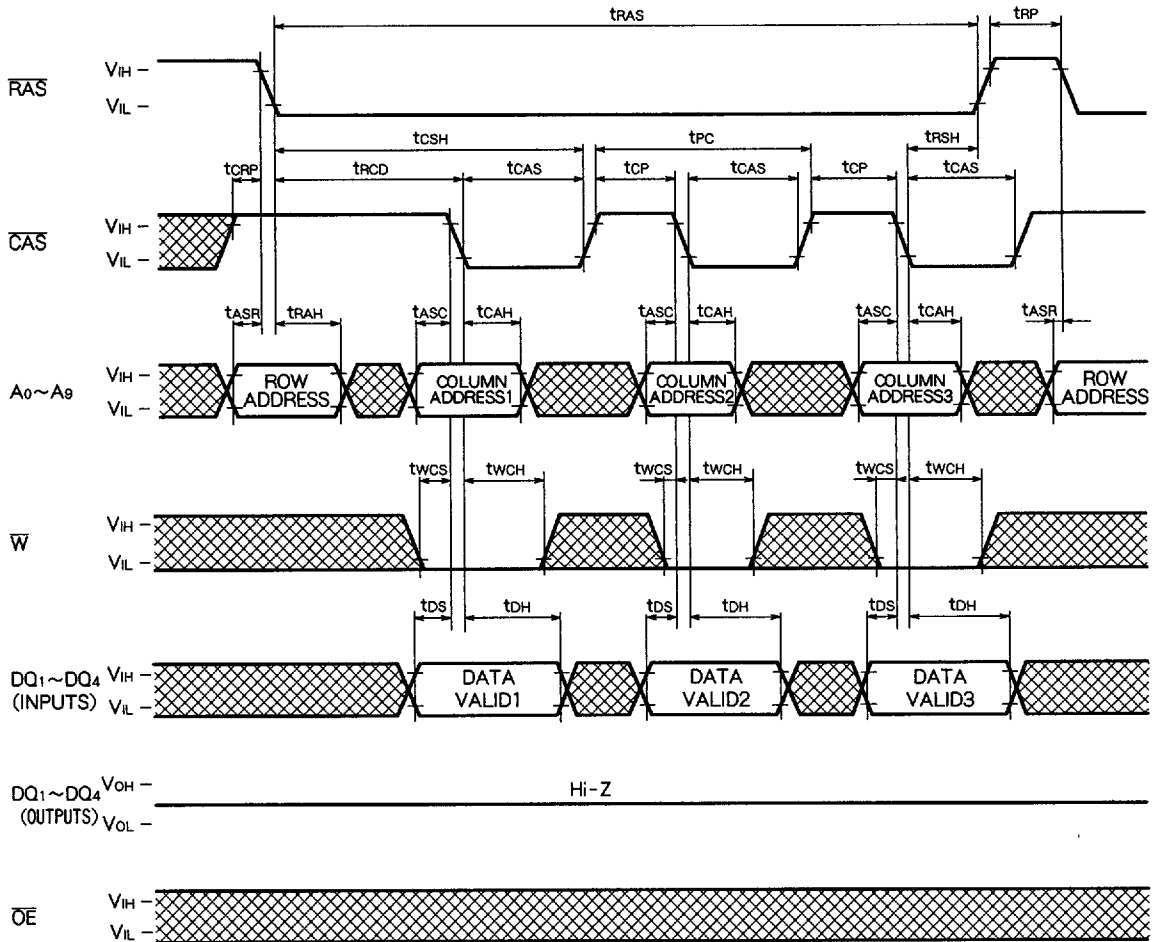 tRAS tRP
RAS
VIH –
VIL –
tCSH tPC tRSH
tCRP tRCD tCAS tCP tCAS tCP tCAS
CAS
VIH –
VIL –
tASR tRAH tASC tCAH tASC tCAH tASC tCAH tASR
A0~A9
VIH –
VIL –
ROW
ADDRESS
COLUMN
ADDRESS1
COLUMN
ADDRESS2
COLUMN
ADDRESS3
ROW
ADDRESS
tWCS tWCH tWCS tWCH tWCS tWCH
W
VIH –
VIL –
tDS tDH tDS tDH tDS tDH
DQ1~DQ4
(INPUTS)
VIH –
VIL –
DATA
VALID1
DATA
VALID2
DATA
VALID3
DQ1~DQ4
(OUTPUTS)
VOH –
VOL –
Hi-Z
OE
VIH –
VIL –